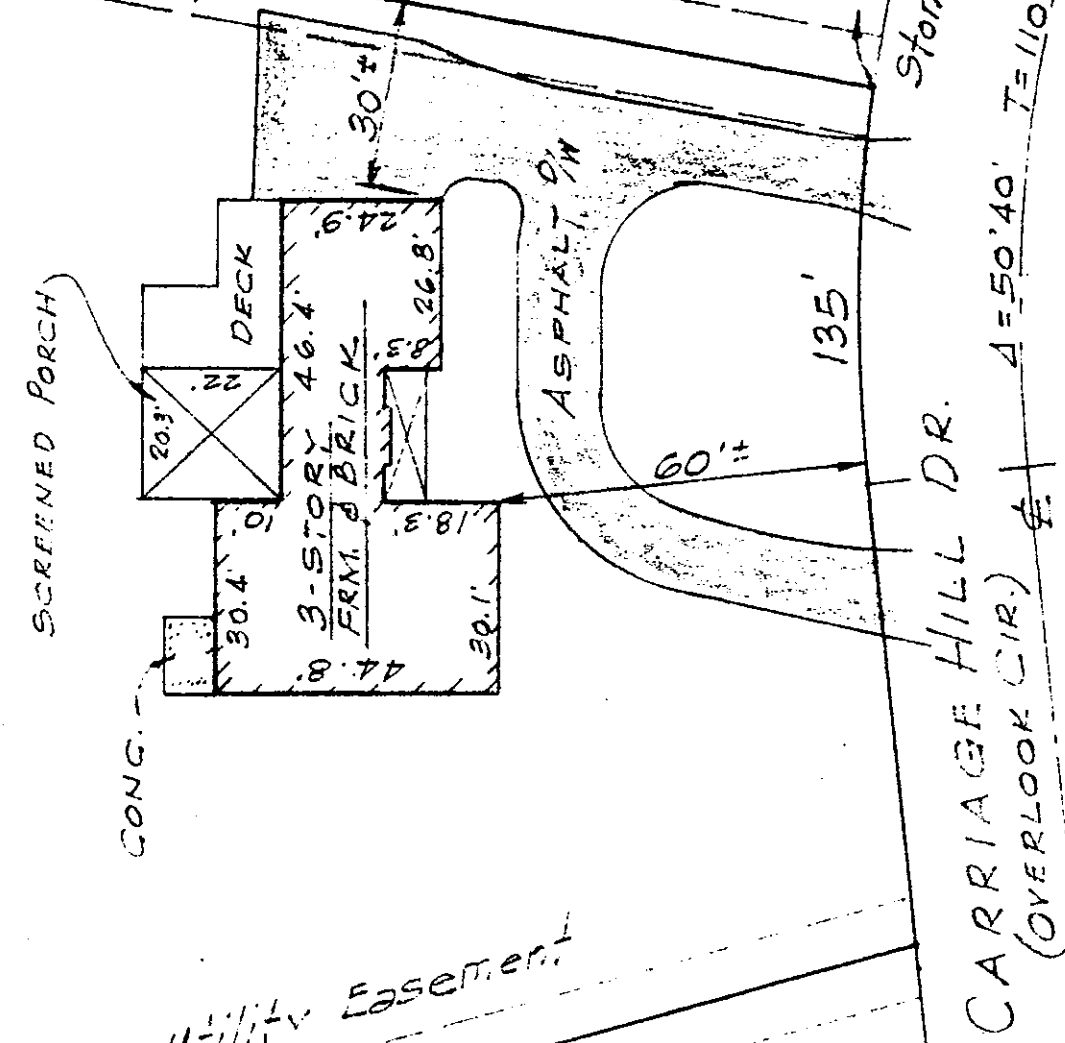 SCREENED PORCH
CONC.
DECK
22'
20.3'
30'±
24.9'
46.4'
26.8'
8.3'
10'
3-STORY
FRM. & BRICK
18.3'
30.4'
44.8'
30.1'
ASPHALT D/W
60'±
135'
Utility Easement
CARRIAGE HILL DR.
(OVERLOOK CIR.)
℄
Δ=50°40'